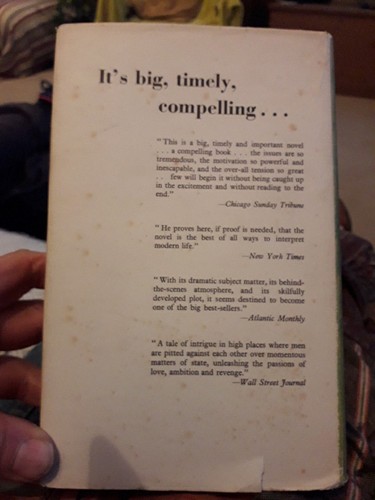 It's big, timely,
compelling . . .
" This is a big, timely and important novel
. . . a compelling book . . . the issues are so
tremendous, the motivation so powerful and
inescapable, and the over-all tension so great
. . . few will begin it without being caught up
in the excitement and without reading to the
end."
—Chicago Sunday Tribune
" He proves here, if proof is needed, that the
novel is the best of all ways to interpret
modern life."
—New York Times
" With its dramatic subject matter, its behind-
the-scenes atmosphere, and its skilfully
developed plot, it seems destined to become
one of the big best-sellers."
—Atlantic Monthly
" A tale of intrigue in high places where men
are pitted against each other over momentous
matters of state, unleashing the passions of
love, ambition and revenge."
—Wall Street Journal